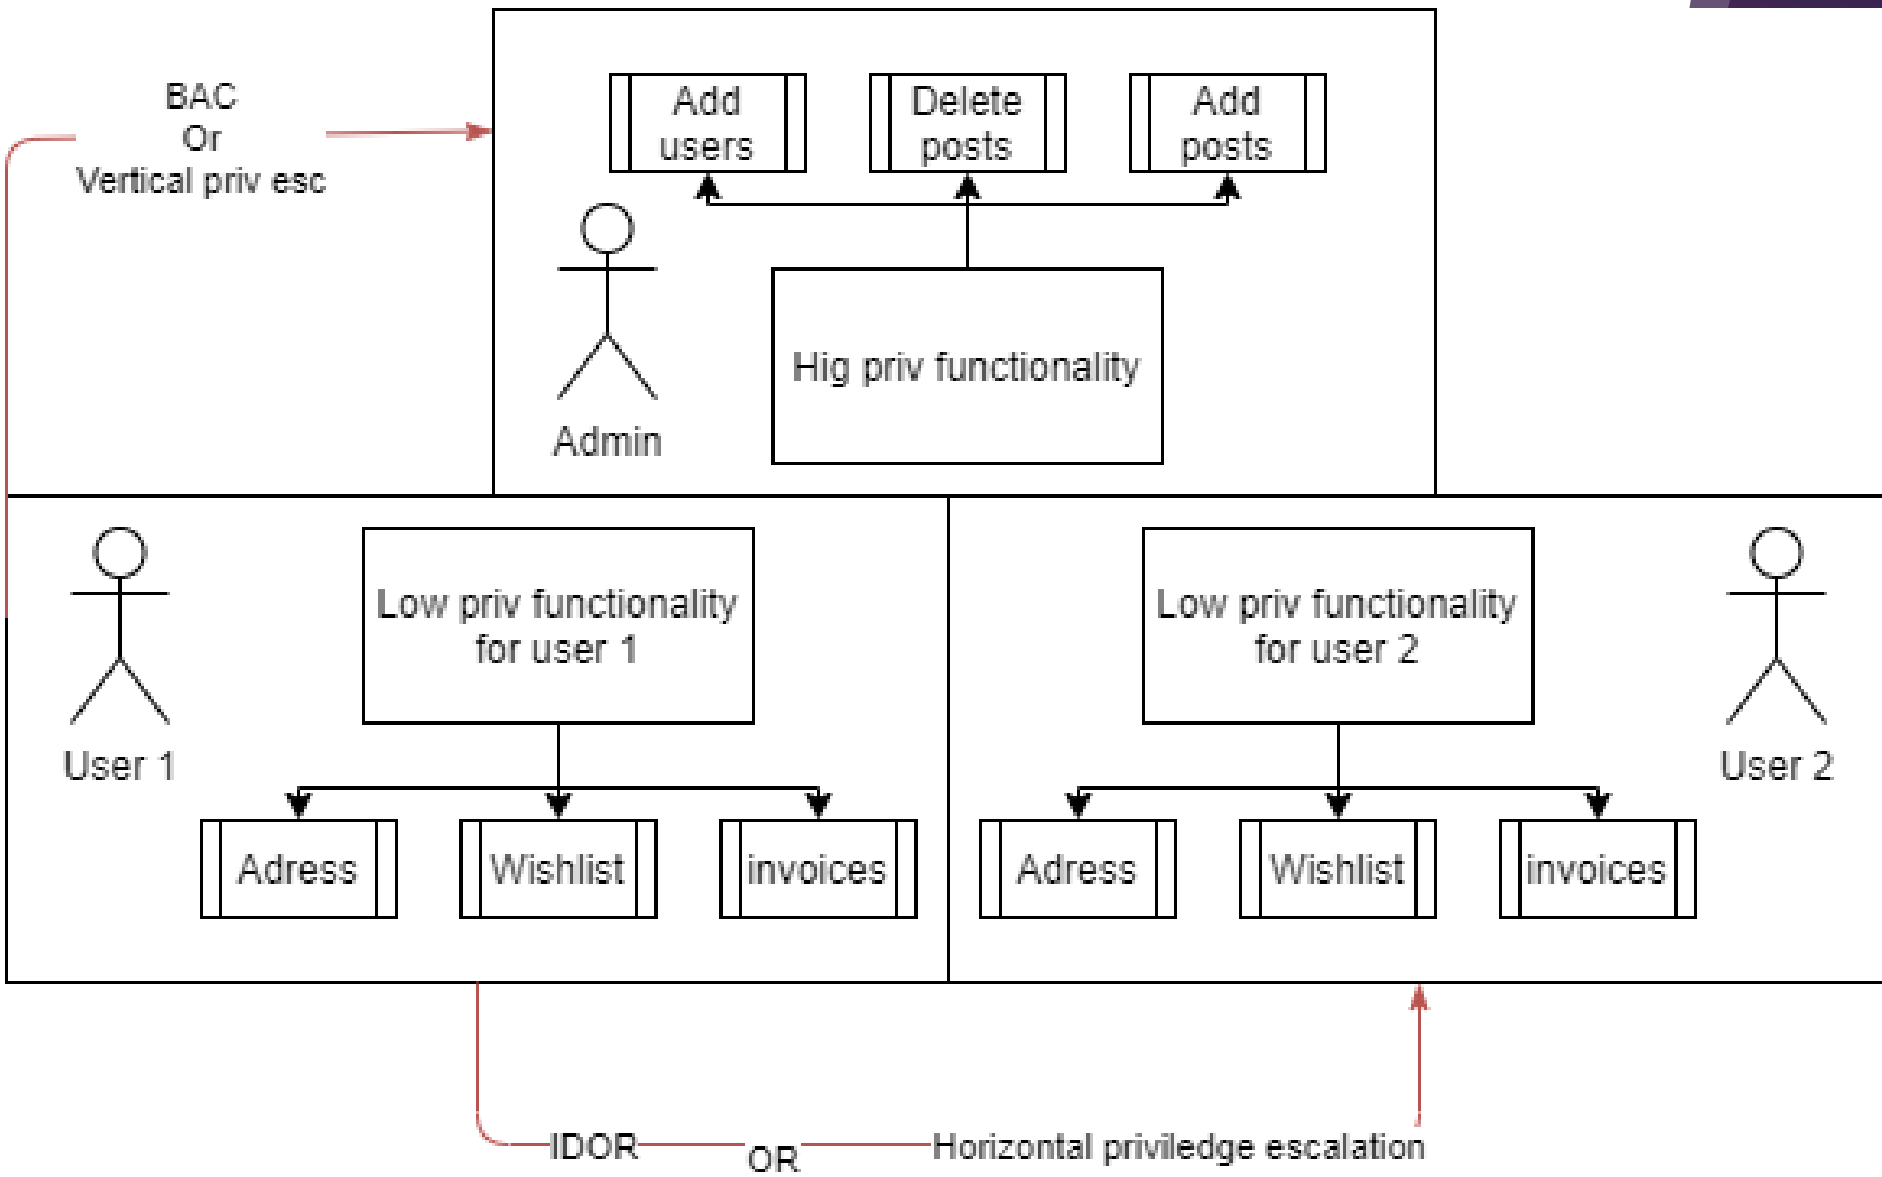 BAC
Or
Vertical priv esc
Add
users
Delete
posts
Add
posts
Hig priv functionality
Admin
Low priv functionality
for user 1
User 1
Adress
Wishlist
invoices
Low priv functionality
for user 2
User 2
Adress
Wishlist
invoices
IDOR
OR
Horizontal priviledge escalation